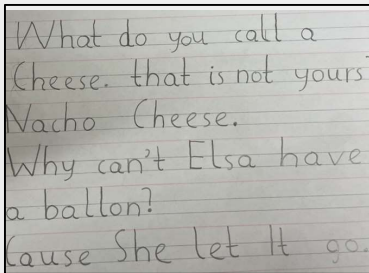 What do you call a
Cheese. that is not yours
Nacho Cheese.
Why can't Elsa have
a ballon?
Cause She let It go.